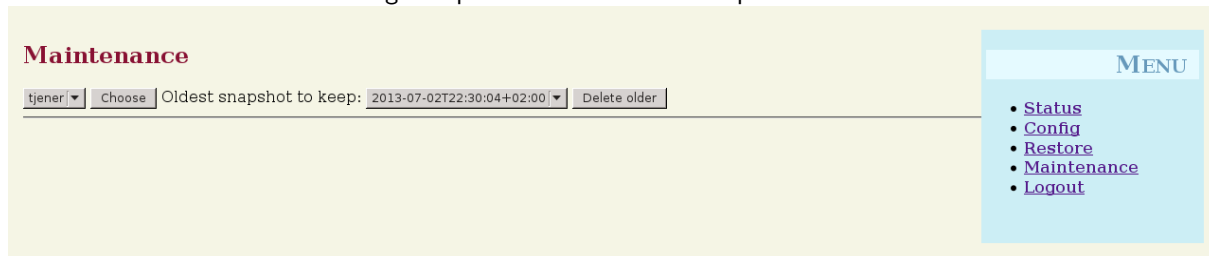 Maintenance
tjener Choose Oldest snapshot to keep: 2013-07-02T22:30:04+02:00 Delete older
MENU
Status
Config
Restore
Maintenance
Logout